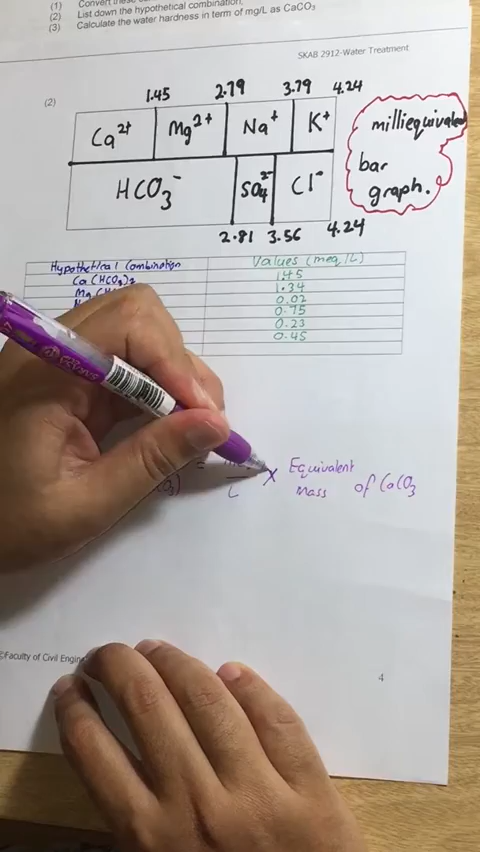 (1) Convert these
(2) List down the hypothetical combination,
(3) Calculate the water hardness in term of mg/L as CaCO3
SKAB 2912-Water Treatment
(2)
1.45 2.79 3.79 4.24
Ca2+ Mg2+ Na+ K+
HCO3- SO42- Cl-
2.81 3.56 4.24
milliequivalent
bar
graph.
Hypothetical Combination Values (meq/L)
Ca(HCO3)2 1.45
Mg(H 1.34
0.02
0.75
0.23
0.45
= x Equivalent
L Mass of CaCO3
©Faculty of Civil Engin
4